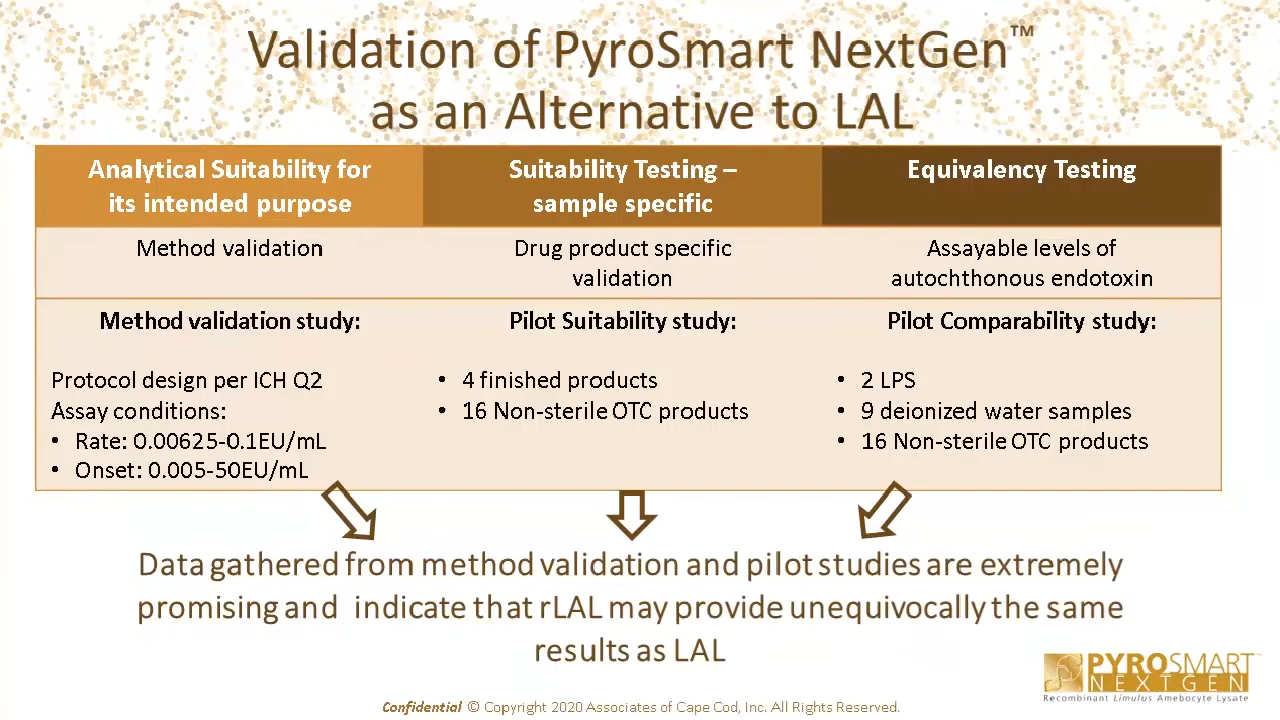 Validation of PyroSmart NextGen™
as an Alternative to LAL
Analytical Suitability for
its intended purpose
Suitability Testing –
sample specific
Equivalency Testing
Method validation
Drug product specific
validation
Assayable levels of
autochthonous endotoxin
Method validation study:
Protocol design per ICH Q2
Assay conditions:
• Rate: 0.00625-0.1EU/mL
• Onset: 0.005-50EU/mL
Pilot Suitability study:
• 4 finished products
• 16 Non-sterile OTC products
Pilot Comparability study:
• 2 LPS
• 9 deionized water samples
• 16 Non-sterile OTC products
Data gathered from method validation and pilot studies are extremely
promising and indicate that rLAL may provide unequivocally the same
results as LAL
PYROSMART
NEXTGEN
Recombinant Limulus Amebocyte Lysate
Confidential © Copyright 2020 Associates of Cape Cod, Inc. All Rights Reserved.